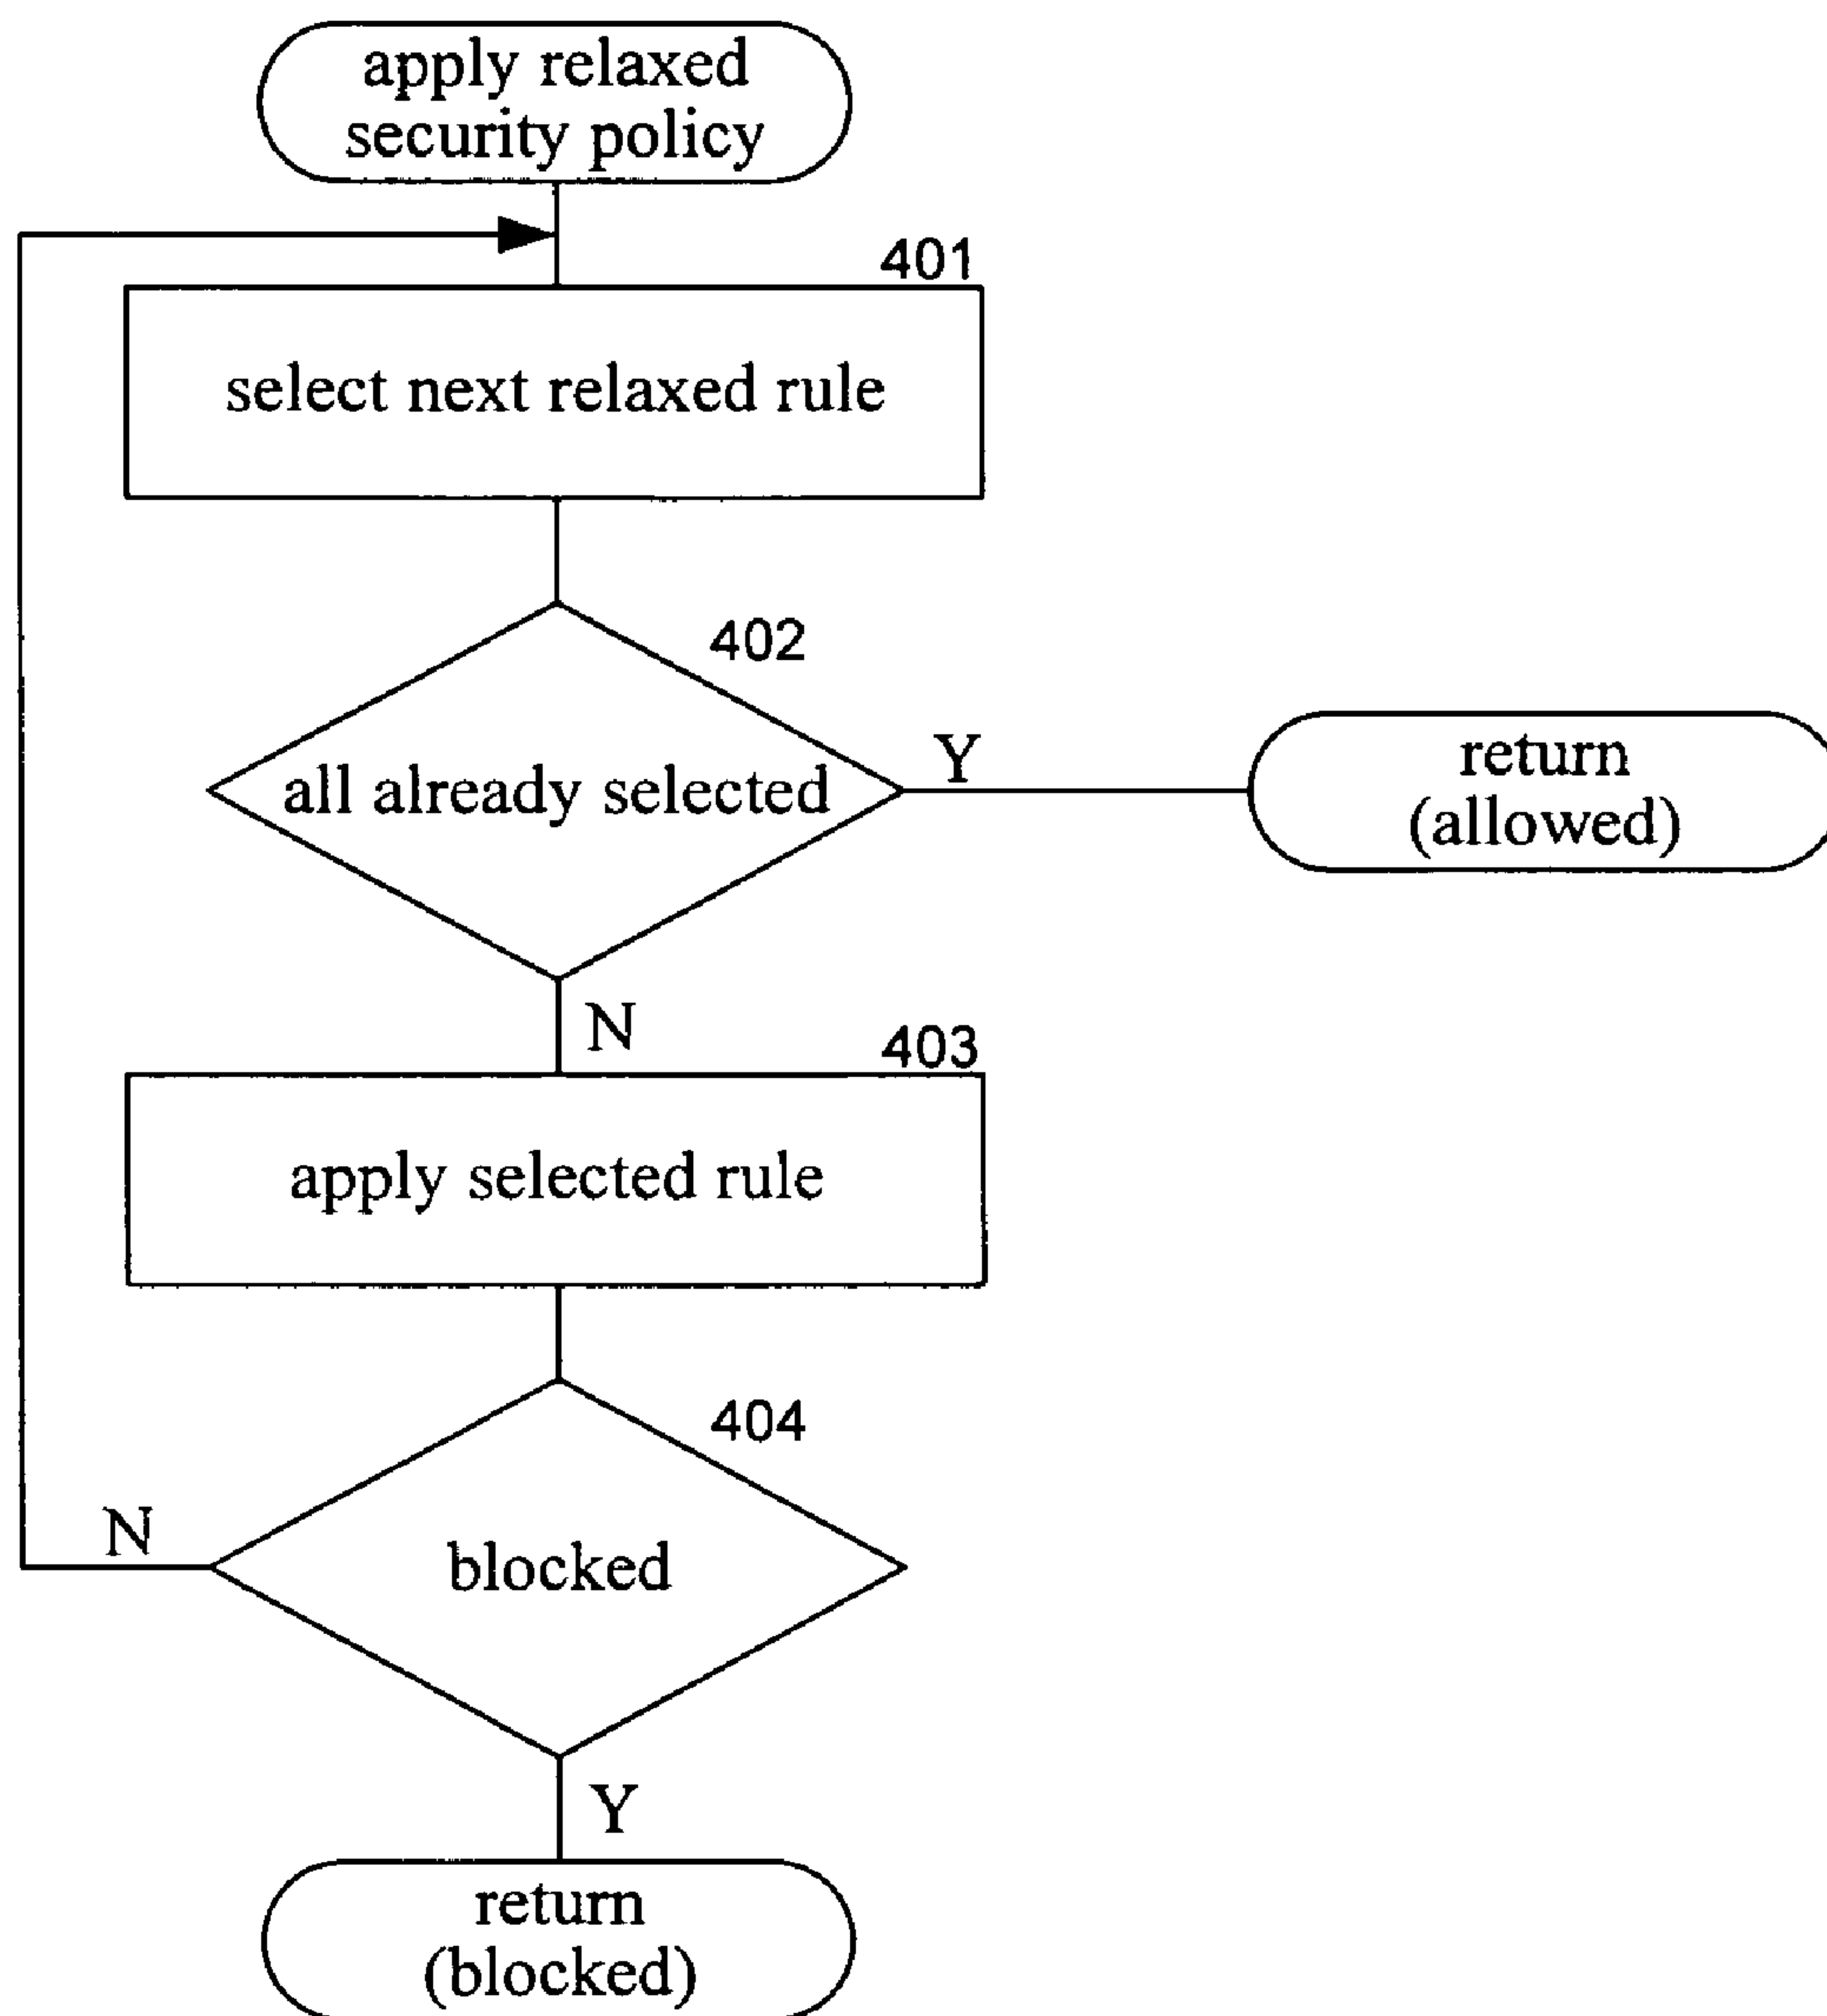 apply relaxed
security policy
401
select next relaxed rule
402
all already selected
Y
return
(allowed)
N
403
apply selected rule
404
blocked
N
Y
return
(blocked)